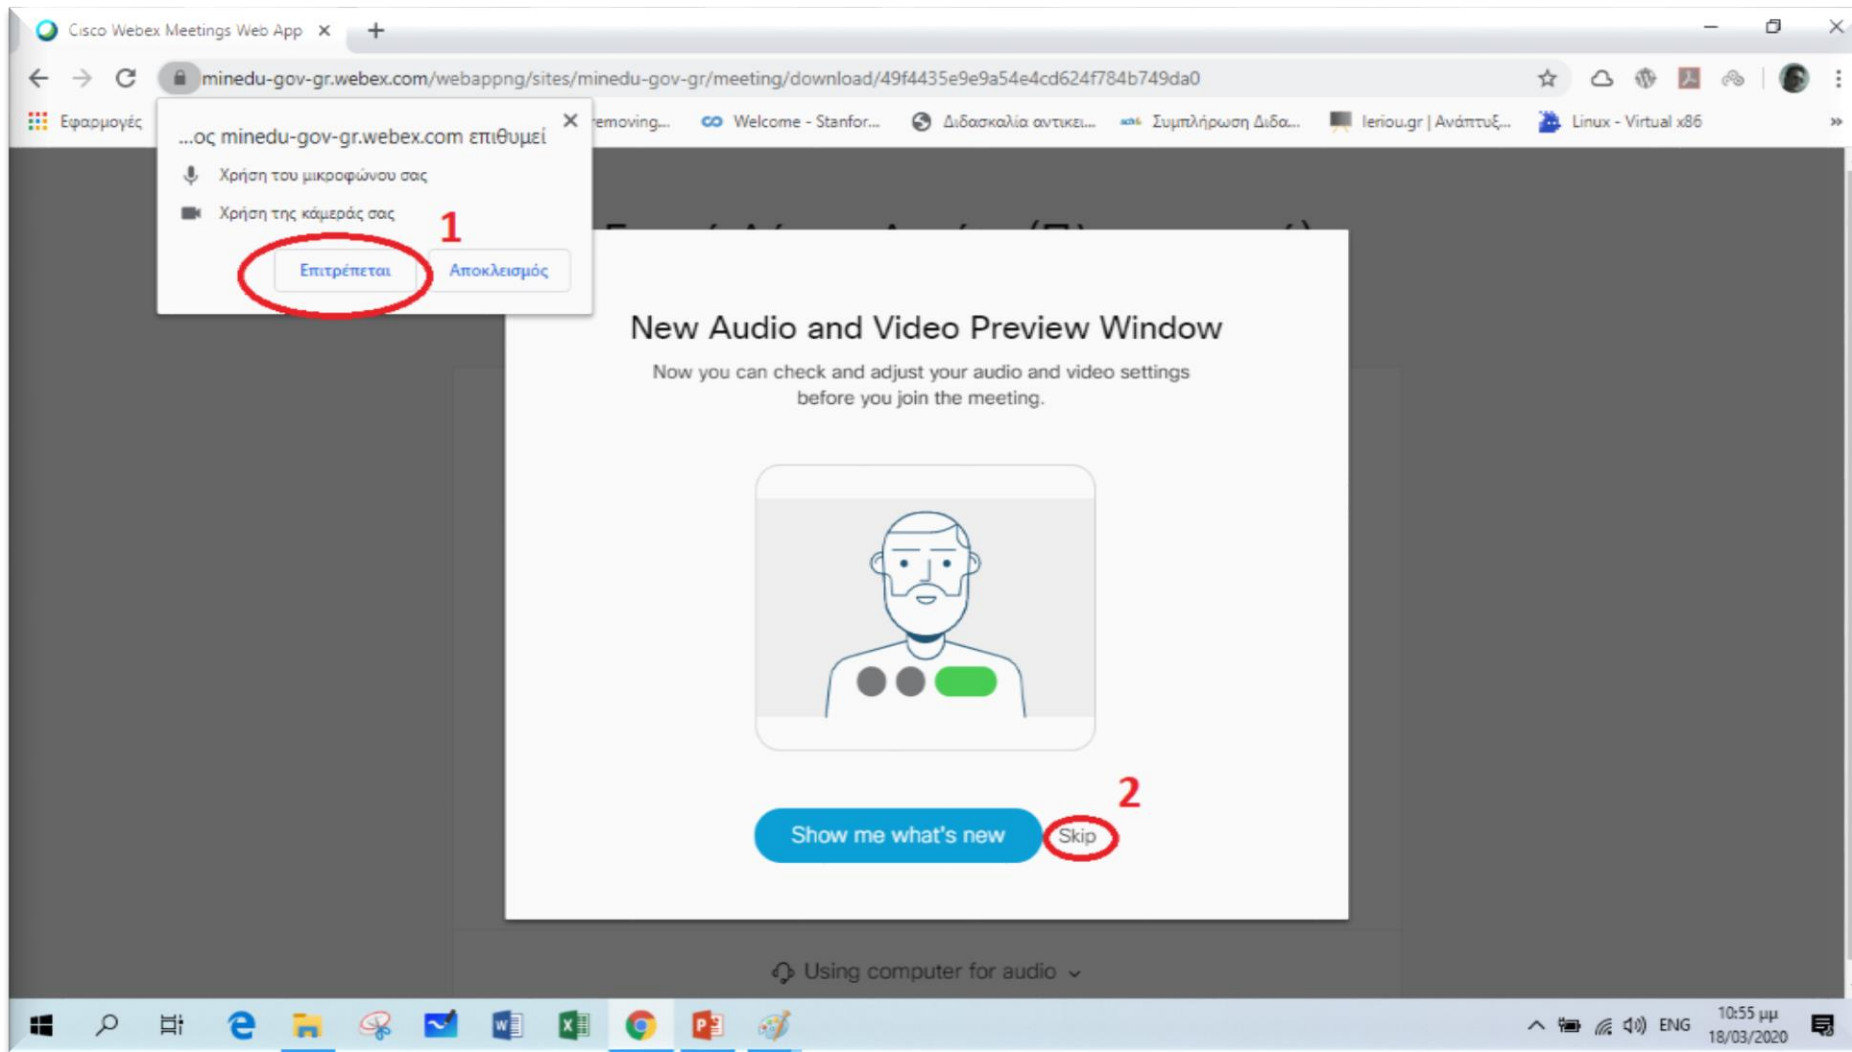 Cisco Webex Meetings Web App
minedu-gov-gr.webex.com/webappng/sites/minedu-gov-gr/meeting/download/49f4435e9e9a54e4cd624f784b749da0
Εφαρμογές
removing...
Welcome - Stanfor...
Διδασκαλία αντικει...
Συμπλήρωση Διδα...
leriou.gr | Ανάπτυξ...
Linux - Virtual x86
...ος minedu-gov-gr.webex.com επιθυμεί
Χρήση του μικροφώνου σας
Χρήση της κάμεράς σας
1
Επιτρέπεται
Αποκλεισμός
New Audio and Video Preview Window
Now you can check and adjust your audio and video settings
before you join the meeting.
2
Show me what's new
Skip
Using computer for audio
ENG
10:55 μμ
18/03/2020